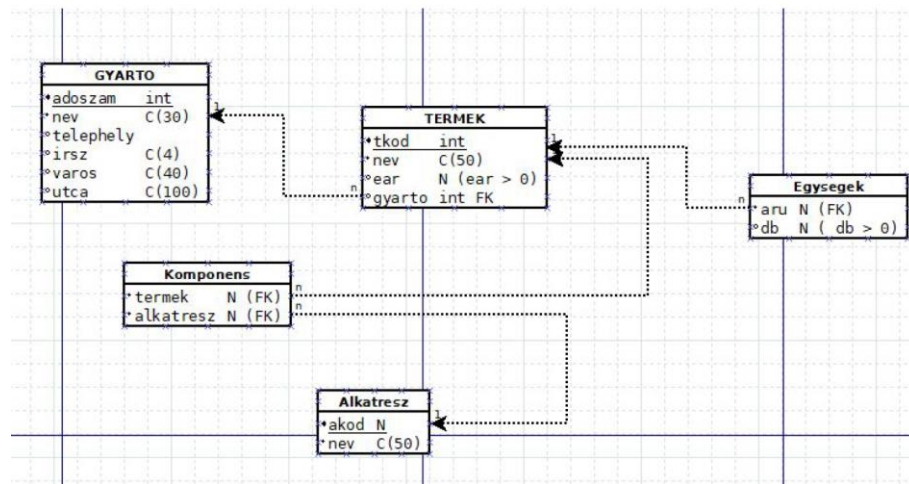 GYARTO
adoszam int
nev C(30)
telephely
irsz C(4)
varos C(40)
utca C(100)
1
TERMEK
tkod int
nev C(50)
ear N (ear > 0)
gyarto int FK
n
1
Egysegek
aru N (FK)
db N ( db > 0)
n
Komponens
termek N (FK)
alkatresz N (FK)
n
n
Alkatresz
akod N
nev C(50)
1